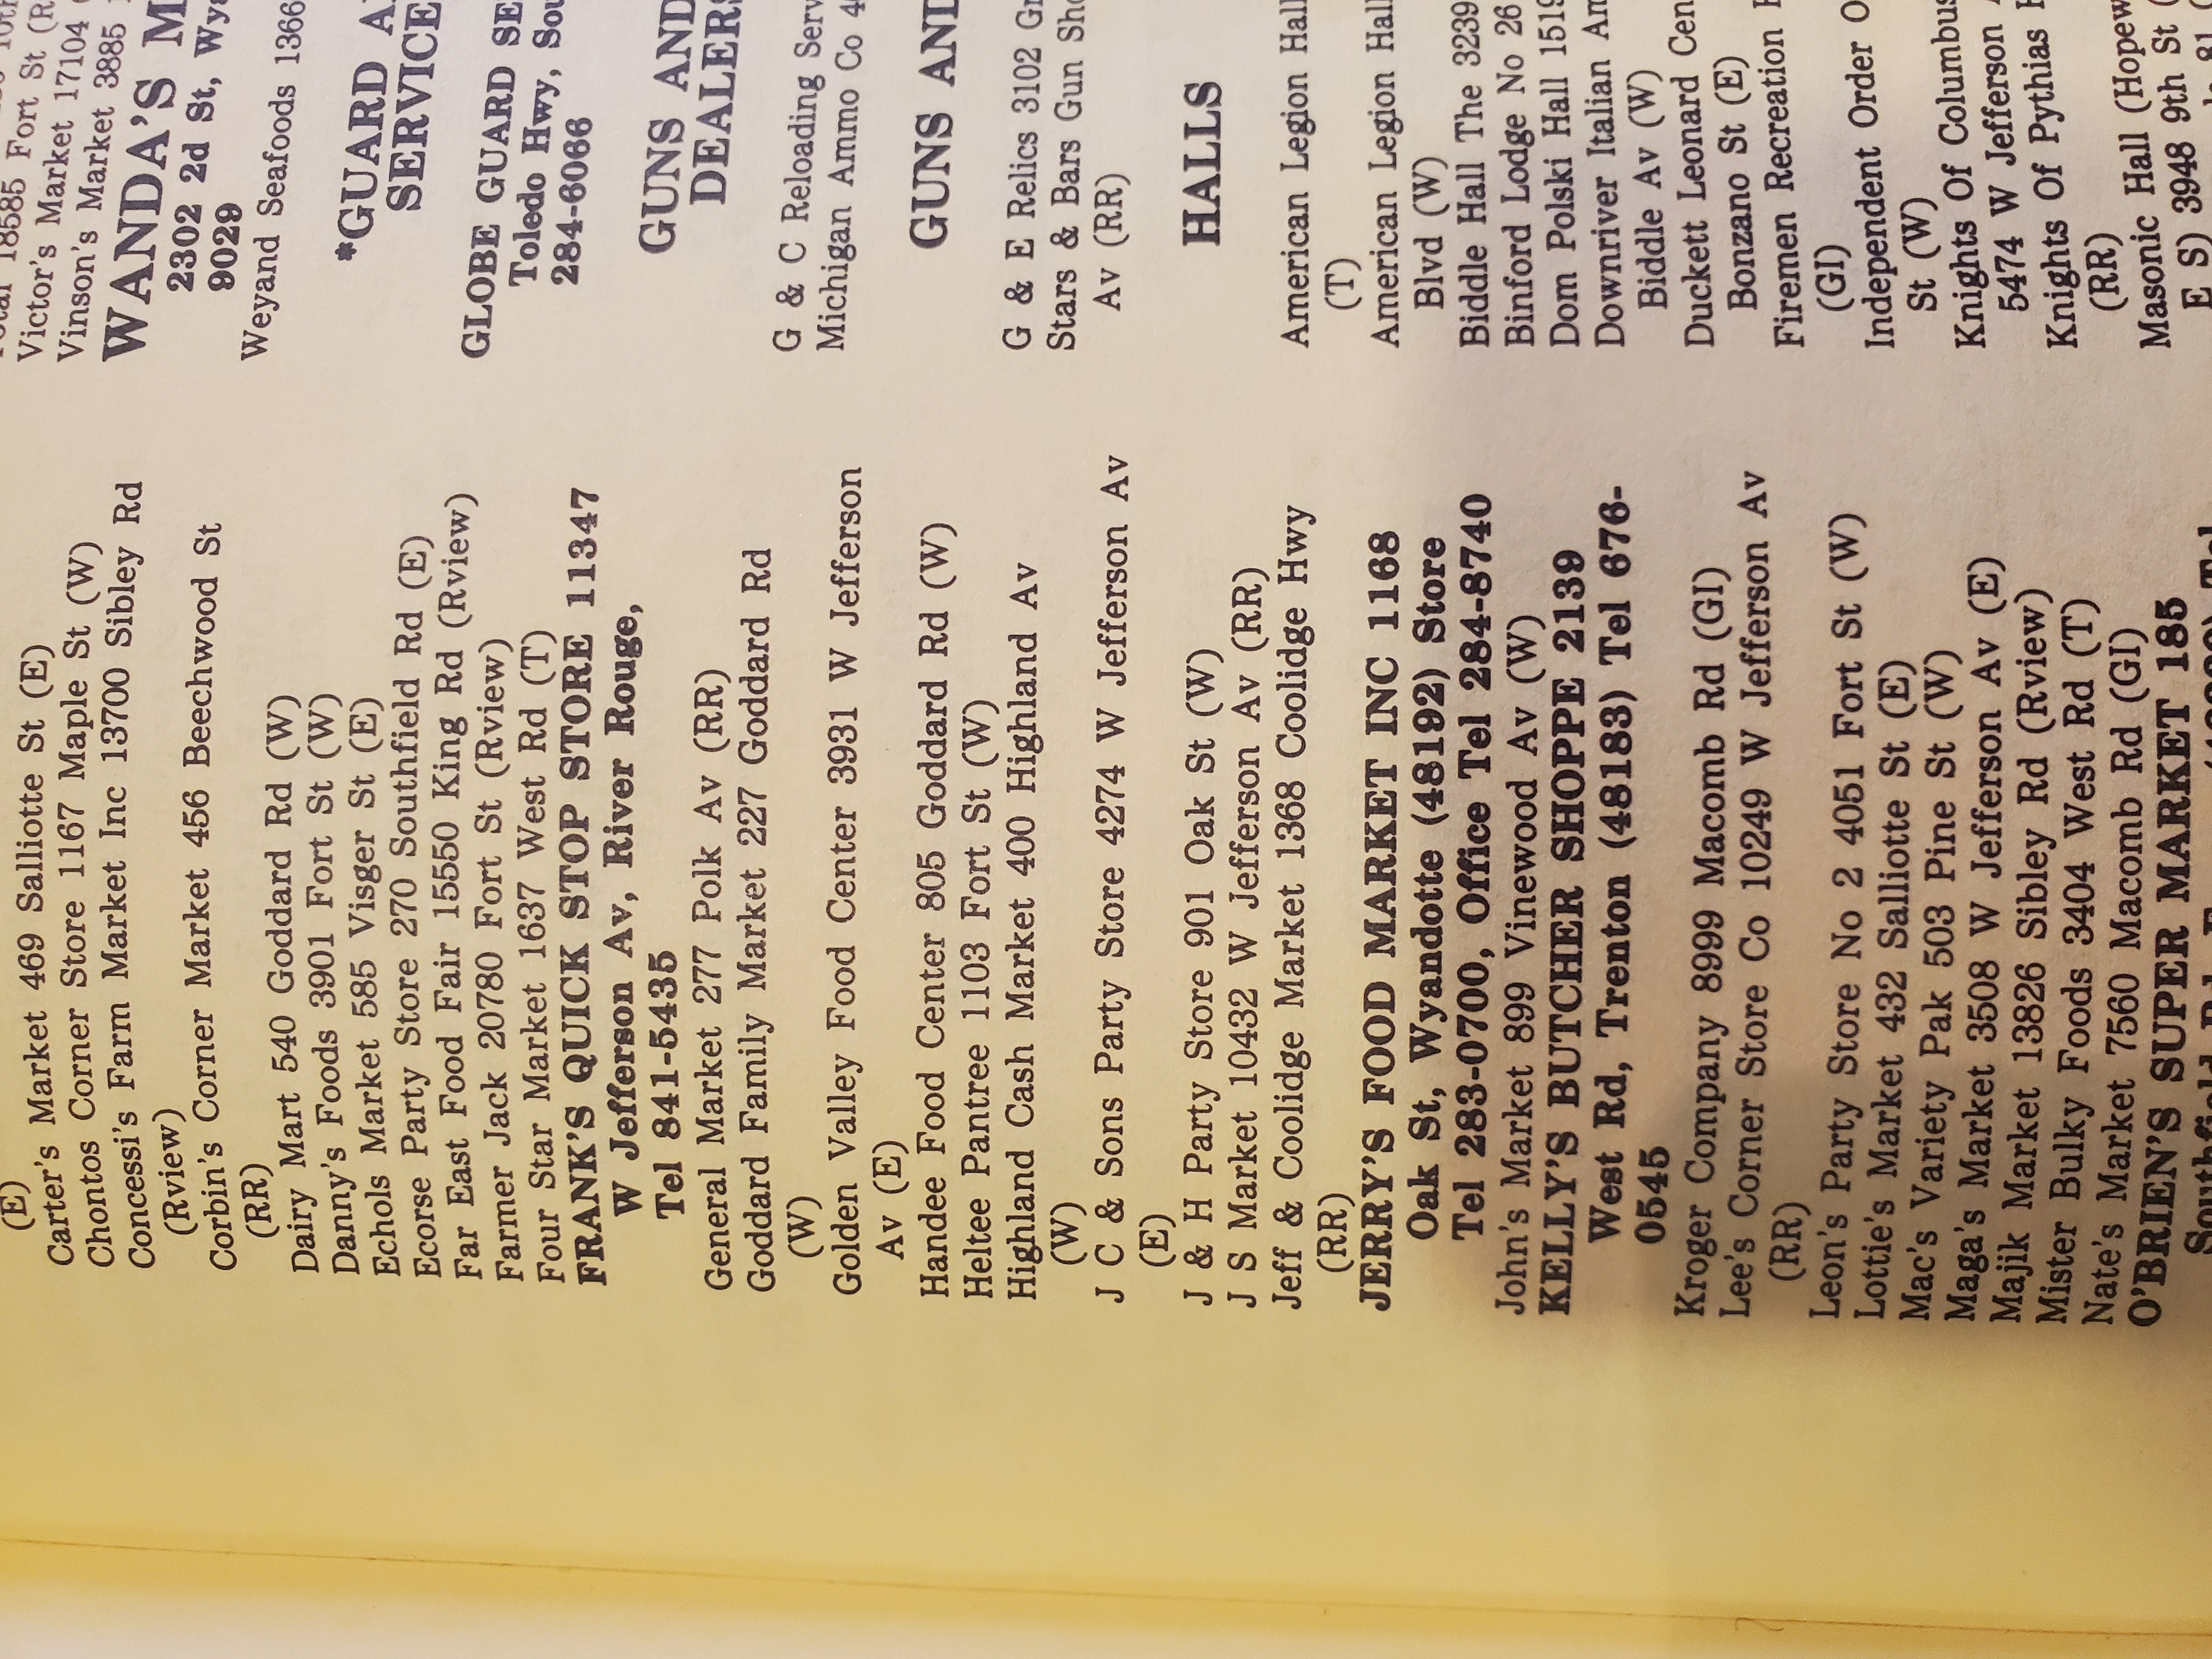 (E)
Carter's Market 469 Salliotte St (E)
Chontos Corner Store 1167 Maple St (W)
Concessi's Farm Market Inc 13700 Sibley Rd
(Rview)
Corbin's Corner Market 456 Beechwood St
(RR)
Dairy Mart 540 Goddard Rd (W)
Danny's Foods 3901 Fort St (W)
Echols Market 585 Visger St (E)
Ecorse Party Store 270 Southfield Rd (E)
Far East Food Fair 15550 King Rd (Rview)
Farmer Jack 20780 Fort St (Rview)
Four Star Market 1637 West Rd (T)
FRANK'S QUICK STOP STORE 11347
W Jefferson Av, River Rouge,
Tel 841-5435
General Market 277 Polk Av (RR)
Goddard Family Market 227 Goddard Rd
(W)
Golden Valley Food Center 3931 W Jefferson
Av (E)
Handee Food Center 805 Goddard Rd (W)
Heltee Pantree 1103 Fort St (W)
Highland Cash Market 400 Highland Av
(W)
J C & Sons Party Store 4274 W Jefferson Av
(E)
J & H Party Store 901 Oak St (W)
J S Market 10432 W Jefferson Av (RR)
Jeff & Coolidge Market 1368 Coolidge Hwy
(RR)
JERRY'S FOOD MARKET INC 1168
Oak St, Wyandotte (48192) Store
Tel 283-0700, Office Tel 284-8740
John's Market 899 Vinewood Av (W)
KELLY'S BUTCHER SHOPPE 2139
West Rd, Trenton (48183) Tel 676-
0545
Kroger Company 8999 Macomb Rd (GI)
Lee's Corner Store Co 10249 W Jefferson Av
(RR)
Leon's Party Store No 2 4051 Fort St (W)
Lottie's Market 432 Salliotte St (E)
Mac's Variety Pak 503 Pine St (W)
Maga's Market 3508 W Jefferson Av (E)
Majik Market 13826 Sibley Rd (Rview)
Mister Bulky Foods 3404 West Rd (T)
Nate's Market 7560 Macomb Rd (GI)
O'BRIEN'S SUPER MARKET 185
18585 Fort St
Victor's Market 17104
Vinson's Market 3885
WANDA'S M
2302 2d St, Wya
9029
Weyand Seafoods 1366
*GUARD A
SERVICE
GLOBE GUARD SE
Toledo Hwy, Sou
284-6066
GUNS AND
DEALERS
G & C Reloading Serv
Michigan Ammo Co 4
GUNS AND
G & E Relics 3102 Gr
Stars & Bars Gun Sho
Av (RR)
HALLS
American Legion Hall
(T)
American Legion Hal
Blvd (W)
Biddle Hall The 3239
Binford Lodge No 26
Dom Polski Hall 1519
Downriver Italian Am
Biddle Av (W)
Duckett Leonard Cen
Bonzano St (E)
Firemen Recreation
(GI)
Independent Order O
St (W)
Knights Of Columbus
5474 W Jefferson
Knights Of Pythias
(RR)
Masonic Hall (Hopew
E S) 3948 9th St